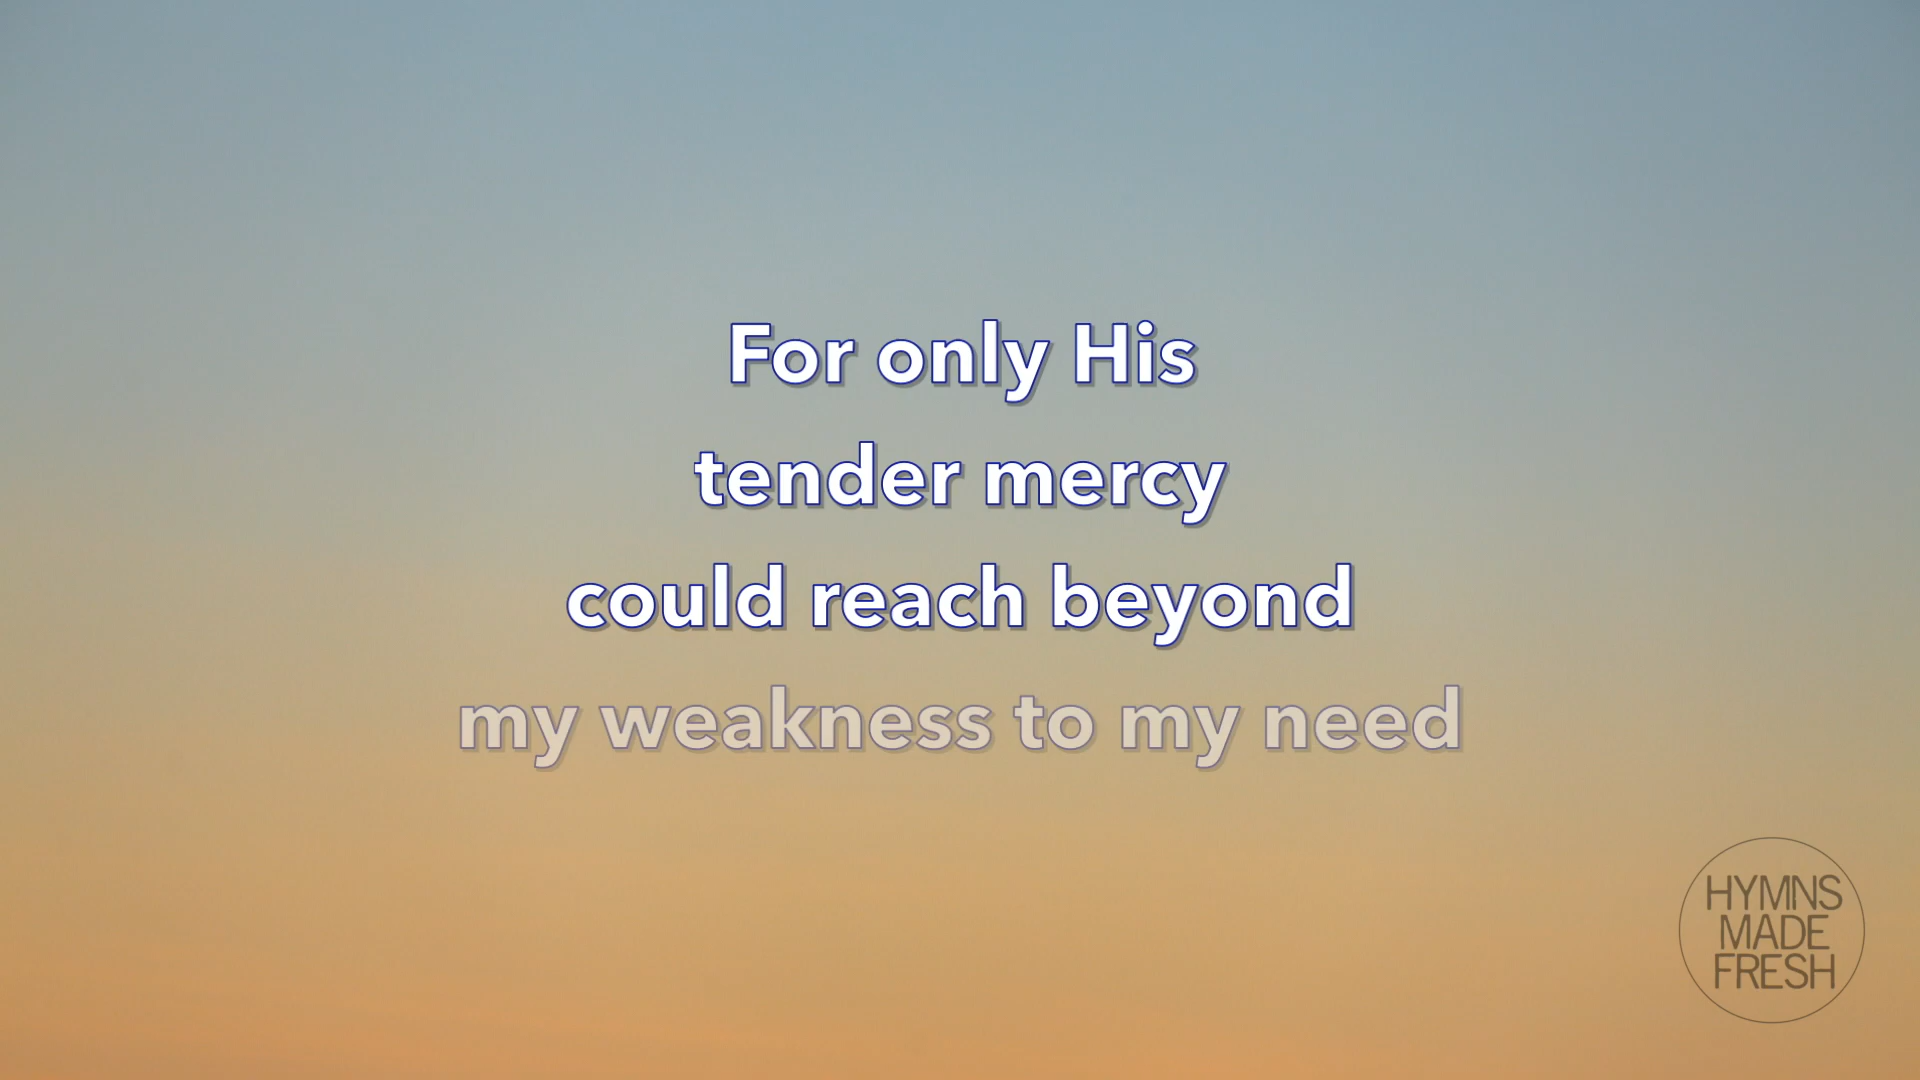 For only His
tender mercy
could reach beyond
my weakness to my need
HYMNS
MADE
FRESH